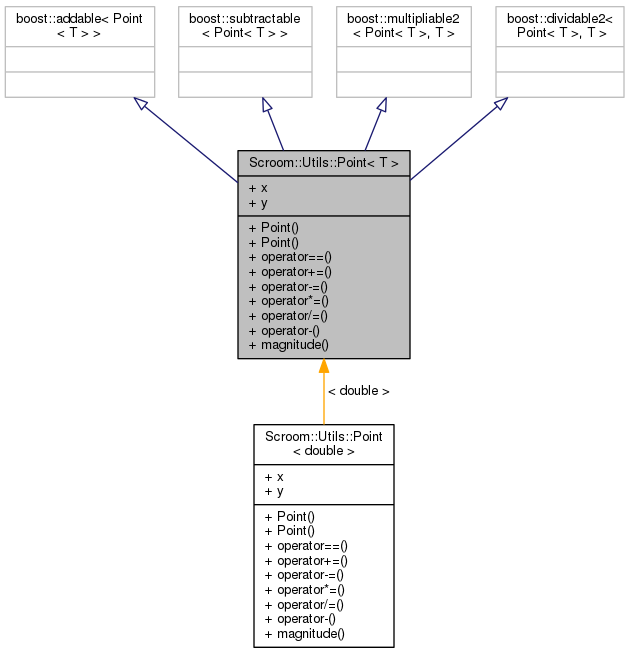 boost::addable< Point
< T > >
boost::subtractable
< Point< T > >
boost::multipliable2
< Point< T >, T >
boost::dividable2<
Point< T >, T >
Scroom::Utils::Point< T >
+ x
+ y
+ Point()
+ Point()
+ operator==()
+ operator+=()
+ operator-=()
+ operator*=()
+ operator/=()
+ operator-()
+ magnitude()
< double >
Scroom::Utils::Point
< double >
+ x
+ y
+ Point()
+ Point()
+ operator==()
+ operator+=()
+ operator-=()
+ operator*=()
+ operator/=()
+ operator-()
+ magnitude()